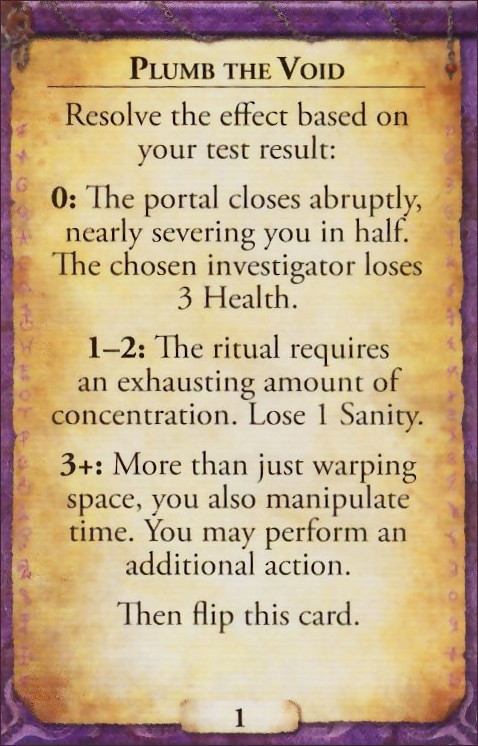 PLUMB THE VOID
Resolve the effect based on
your test result:
0: The portal closes abruptly,
nearly severing you in half.
The chosen investigator loses
3 Health.
1–2: The ritual requires
an exhausting amount of
concentration. Lose 1 Sanity.
3+: More than just warping
space, you also manipulate
time. You may perform an
additional action.
Then flip this card.
1